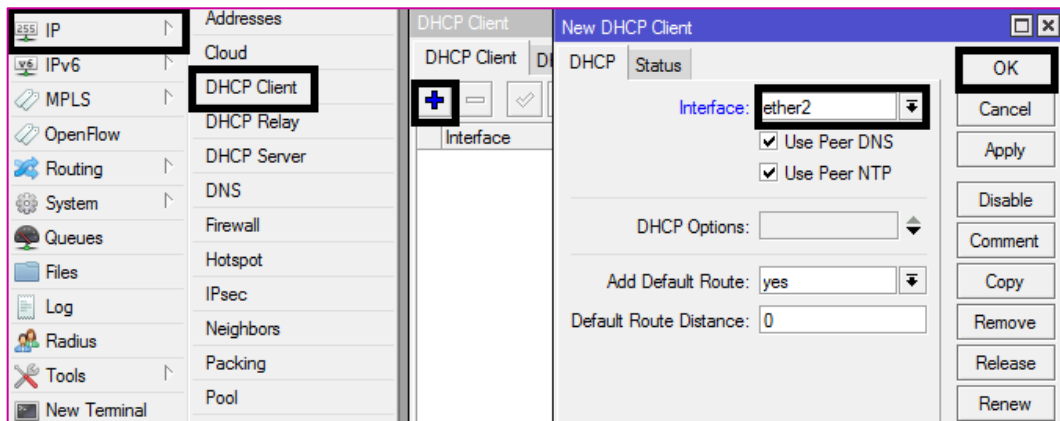 IP
IPv6
MPLS
OpenFlow
Routing
System
Queues
Files
Log
Radius
Tools
New Terminal
Addresses
Cloud
DHCP Client
DHCP Relay
DHCP Server
DNS
Firewall
Hotspot
IPsec
Neighbors
Packing
Pool
DHCP Client
DHCP Client
Interface
New DHCP Client
DHCP Status
Interface: ether2
Use Peer DNS
Use Peer NTP
DHCP Options:
Add Default Route: yes
Default Route Distance: 0
OK
Cancel
Apply
Disable
Comment
Copy
Remove
Release
Renew